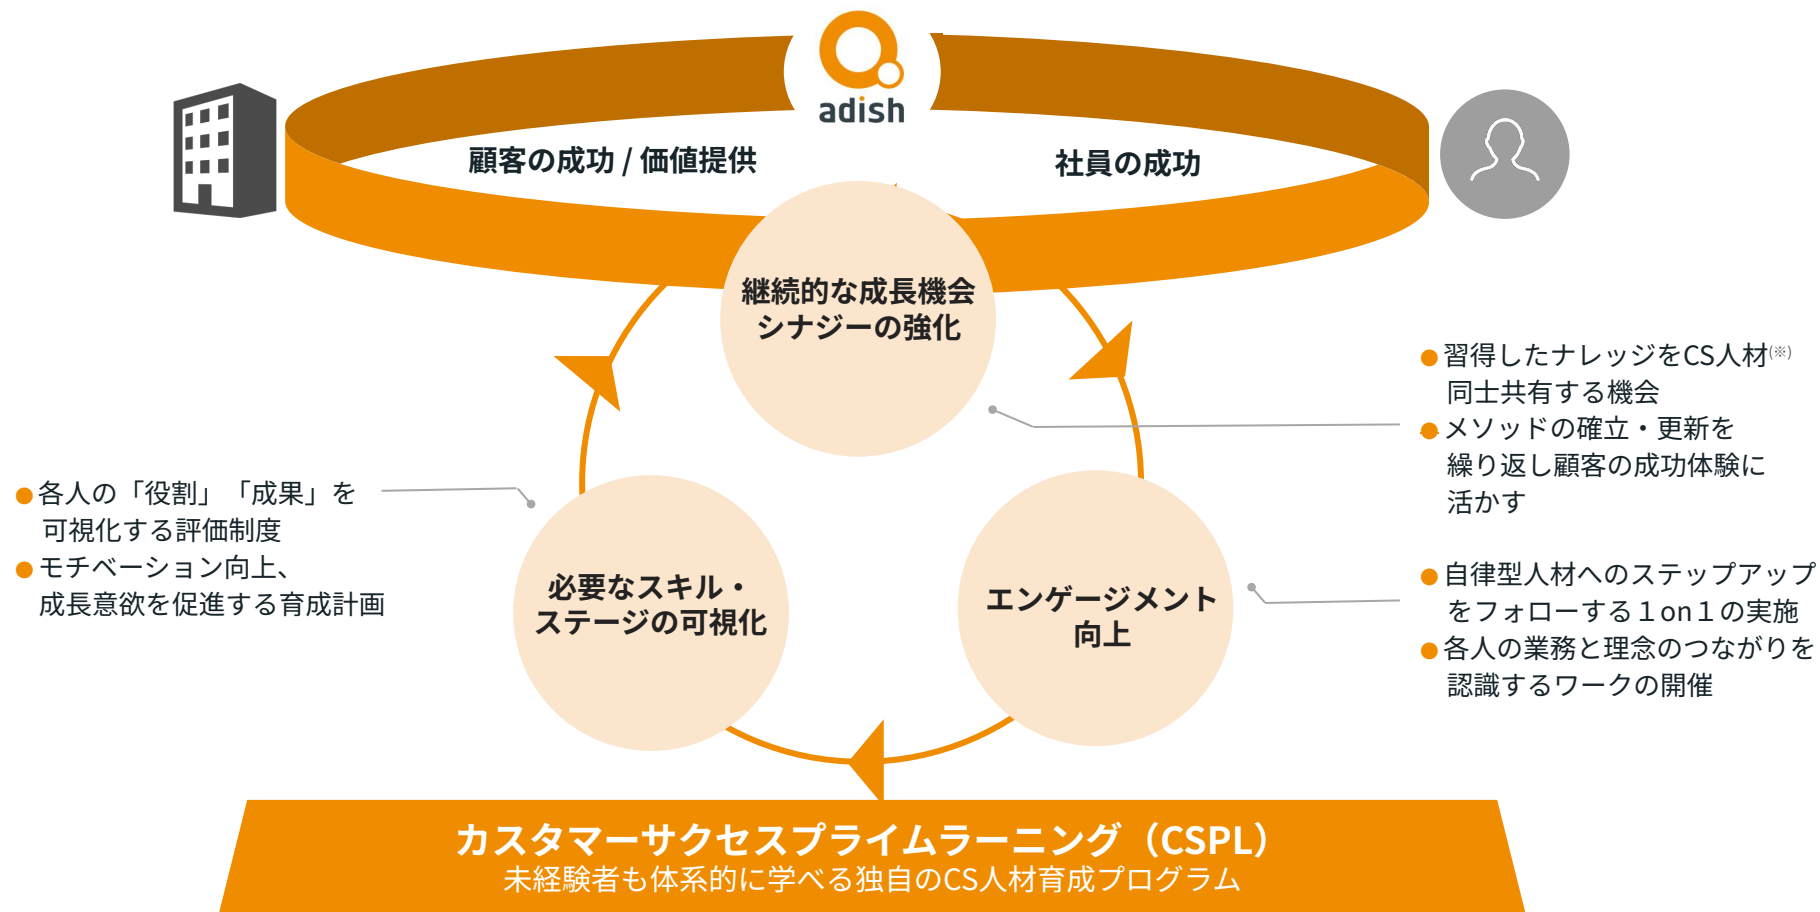 adish
顧客の成功 / 価値提供
社員の成功
継続的な成長機会
シナジーの強化
● 習得したナレッジをCS人材(※)
同士共有する機会
● メソッドの確立・更新を
繰り返し顧客の成功体験に
活かす
● 各人の「役割」「成果」を
可視化する評価制度
● モチベーション向上、
成長意欲を促進する育成計画
必要なスキル・
ステージの可視化
エンゲージメント
向上
● 自律型人材へのステップアップ
をフォローする１on１の実施
● 各人の業務と理念のつながりを
認識するワークの開催
カスタマーサクセスプライムラーニング（CSPL）
未経験者も体系的に学べる独自のCS人材育成プログラム